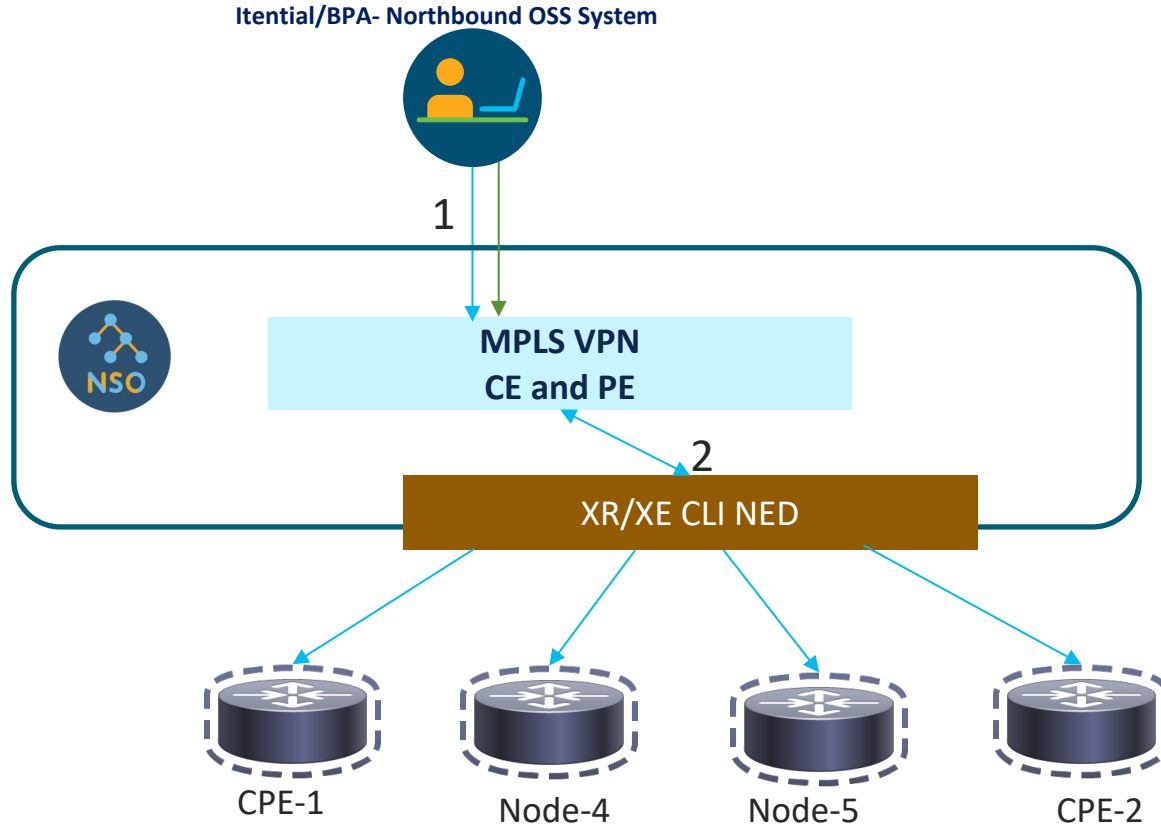 Itential/BPA- Northbound OSS System
1
NSO
MPLS VPN
CE and PE
2
XR/XE CLI NED
CPE-1
Node-4
Node-5
CPE-2